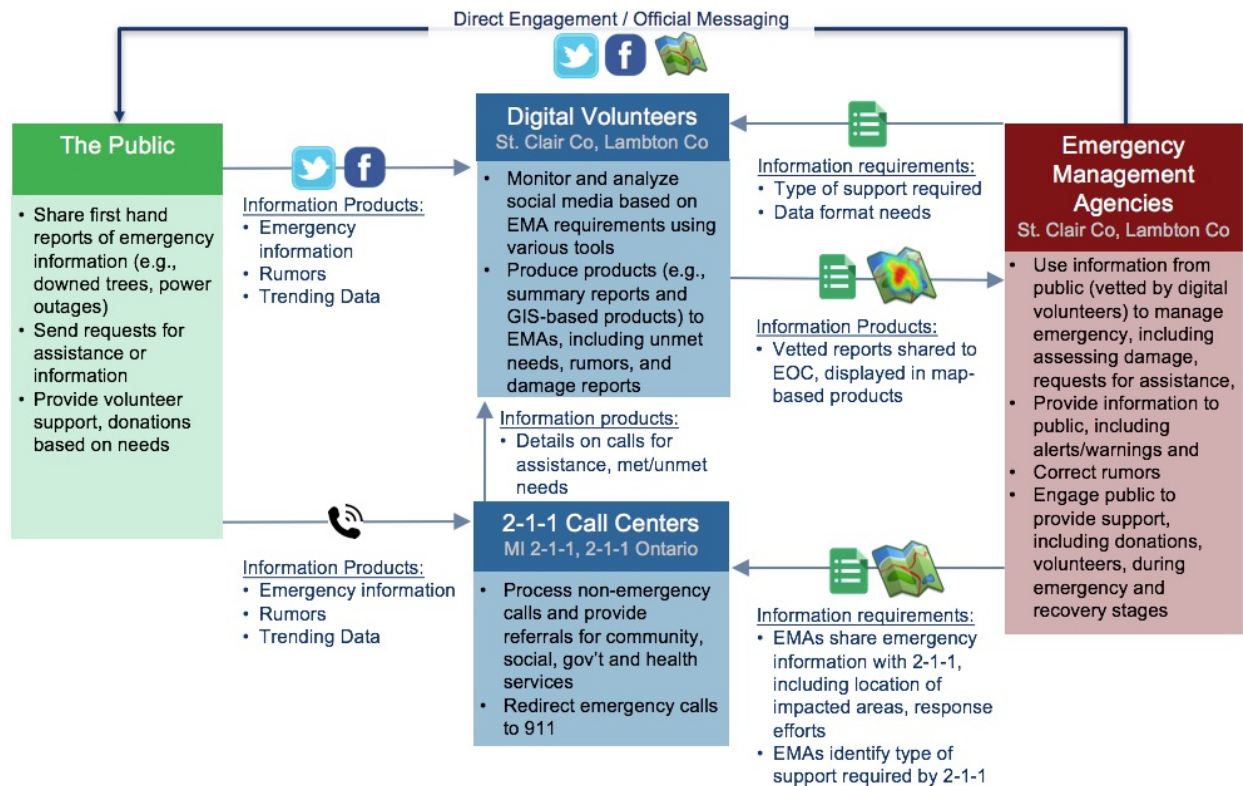 Direct Engagement / Official Messaging
The Public
• Share first hand
reports of emergency
information (e.g.,
downed trees, power
outages)
• Send requests for
assistance or
information
• Provide volunteer
support, donations
based on needs
Information Products:
• Emergency
information
• Rumors
• Trending Data
Digital Volunteers
St. Clair Co, Lambton Co
• Monitor and analyze
social media based on
EMA requirements using
various tools
• Produce products (e.g.,
summary reports and
GIS-based products) to
EMAs, including unmet
needs, rumors, and
damage reports
Information requirements:
• Type of support required
• Data format needs
Information Products:
• Vetted reports shared to
EOC, displayed in map-
based products
Emergency
Management
Agencies
St. Clair Co, Lambton Co
• Use information from
public (vetted by digital
volunteers) to manage
emergency, including
assessing damage,
requests for assistance,
• Provide information to
public, including
alerts/warnings and
• Correct rumors
• Engage public to
provide support,
including donations,
volunteers, during
emergency and
recovery stages
Information products:
• Details on calls for
assistance, met/unmet
needs
Information Products:
• Emergency information
• Rumors
• Trending Data
2-1-1 Call Centers
MI 2-1-1, 2-1-1 Ontario
• Process non-emergency
calls and provide
referrals for community,
social, gov't and health
services
• Redirect emergency calls
to 911
Information requirements:
• EMAs share emergency
information with 2-1-1,
including location of
impacted areas, response
efforts
• EMAs identify type of
support required by 2-1-1